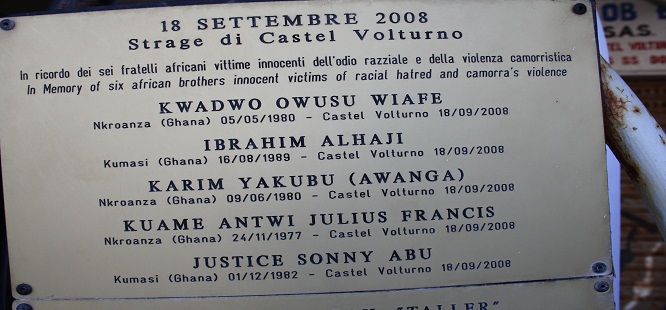 18 SETTEMBRE 2008
Strage di Castel Volturno
In ricordo dei sei fratelli africani vittime innocenti dell'odio razziale e della violenza camorristica
In Memory of six african brothers innocent victims of racial hatred and camorra's violence
KWADWO OWUSU WIAFE
Nkroanza (Ghana) 05/05/1980 - Castel Volturno 18/09/2008
IBRAHIM ALHAJI
Kumasi (Ghana) 16/08/1989 - Castel Volturno 18/09/2008
KARIM YAKUBU (AWANGA)
Nkroanza (Ghana) 09/06/1980 - Castel Volturno 18/09/2008
KUAME ANTWI JULIUS FRANCIS
Nkroanza (Ghana) 24/11/1977 - Castel Volturno 18/09/2008
JUSTICE SONNY ABU
Kumasi (Ghana) 01/12/1982 - Castel Volturno 18/09/2008
"TALLER"
S.A.S.